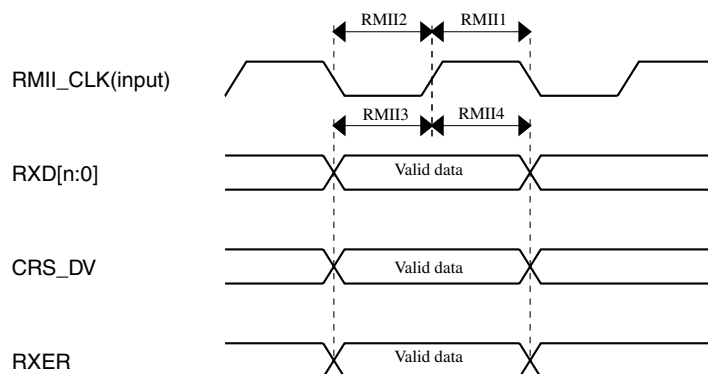 RMII2 RMII1
RMII_CLK(input)
RMII3 RMII4
RXD[n:0] Valid data
CRS_DV Valid data
RXER Valid data